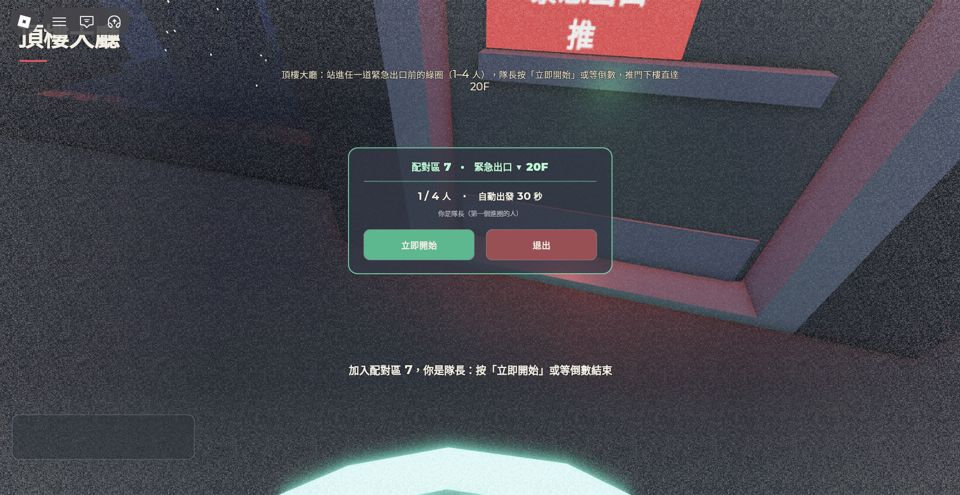 頂樓大廳
緊急出口
推
頂樓大廳：站進任一道緊急出口前的綠圈（1–4 人），隊長按「立即開始」或等倒數，推門下樓直達
20F
配對區 7 • 緊急出口 ▼ 20F
1 / 4 人 • 自動出發 30 秒
你是隊長（第一個進圈的人）
立即開始
退出
加入配對區 7，你是隊長：按「立即開始」或等倒數結束